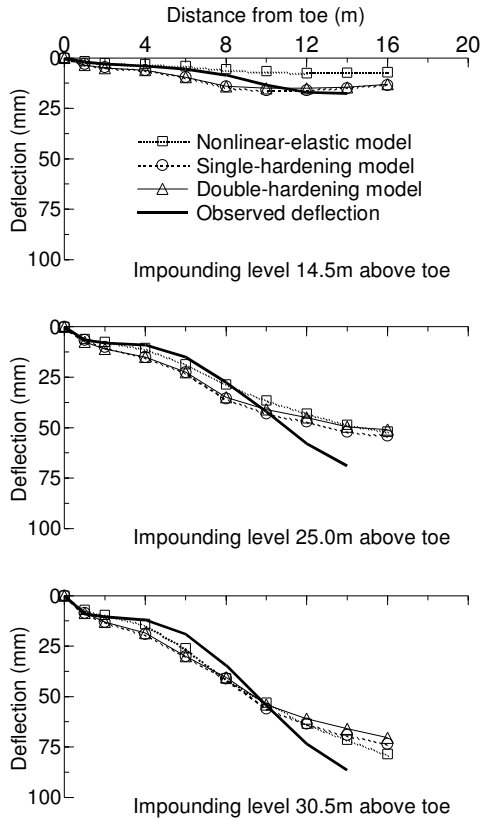 Distance from toe (m)
0 4 8 12 16 20
0
25
50
75
100
Deflection (mm)
Nonlinear-elastic model
Single-hardening model
Double-hardening model
Observed deflection
Impounding level 14.5m above toe
0
25
50
75
100
Deflection (mm)
Impounding level 25.0m above toe
0
25
50
75
100
Deflection (mm)
Impounding level 30.5m above toe